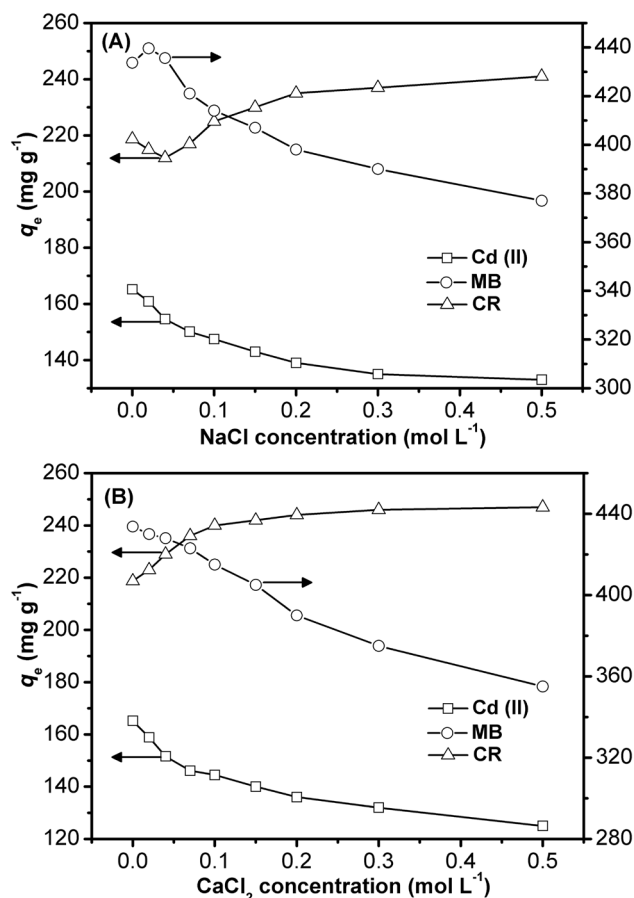 (A)
260
240
220
200
180
160
140
qe (mg g-1)
440
420
400
380
360
340
320
300
Cd (II)
MB
CR
0.0 0.1 0.2 0.3 0.4 0.5
NaCl concentration (mol L-1)
(B)
260
240
220
200
180
160
140
120
qe (mg g-1)
440
400
360
320
280
Cd (II)
MB
CR
0.0 0.1 0.2 0.3 0.4 0.5
CaCl2 concentration (mol L-1)